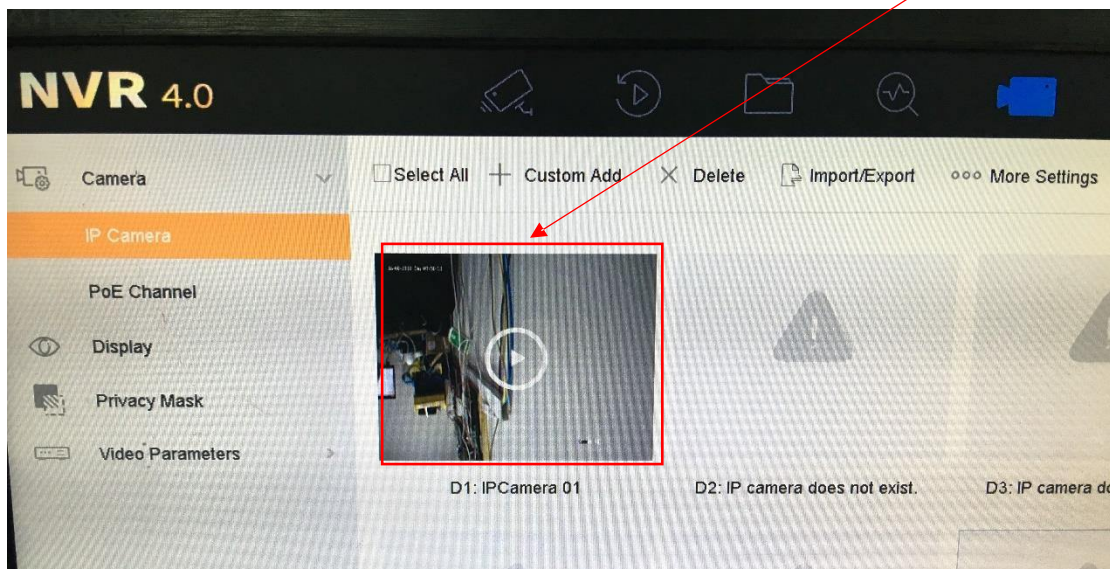 NVR 4.0
Camera
Select All
Custom Add
Delete
Import/Export
More Settings
IP Camera
PoE Channel
Display
Privacy Mask
Video Parameters
D1: IPCamera 01
D2: IP camera does not exist.
D3: IP camera do